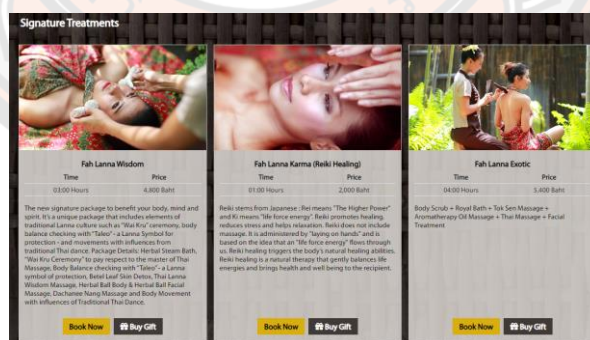 Signature Treatments
Fah Lanna Wisdom
Time Price
03:00 Hours 4,800 Baht
The new signature package to benefit your body, mind and
spirit. It's a unique package that includes elements of
traditional Lanna culture such as "Wai Kru" ceremony, body
balance checking with "Taleo" - a Lanna Symbol for
protection - and movements with influences from
traditional Thai dance. Package Details: Herbal Steam Bath,
"Wai Kru Ceremony" to pay respect to the master of Thai
Massage, Body Balance checking with "Taleo" - a Lanna
symbol of protection, Betel Leaf Skin Detox, Thai Lanna
Wisdom Massage, Herbal Ball Body & Herbal Ball Facial
Massage, Dachanee Nang Massage and Body Movement
with influences of Traditional Thai Dance.
Book Now Buy Gift
Fah Lanna Karma (Reiki Healing)
Time Price
01:00 Hours 2,000 Baht
Reiki stems from Japanese : Rei means "The Higher Power"
and Ki means "life force energy". Reiki promotes healing,
reduces stress and helps relaxation. Reiki does not include
massage. It is administered by "laying on hands" and is
based on the idea that an "life force energy" flows through
us. Reiki healing triggers the body's natural healing abilities.
Reiki healing is a natural therapy that gently balances life
energies and brings health and well being to the recipient.
Book Now Buy Gift
Fah Lanna Exotic
Time Price
04:00 Hours 5,400 Baht
Body Scrub + Royal Bath + Tok Sen Massage +
Aromatherapy Oil Massage + Thai Massage + Facial
Treatment
Book Now Buy Gift